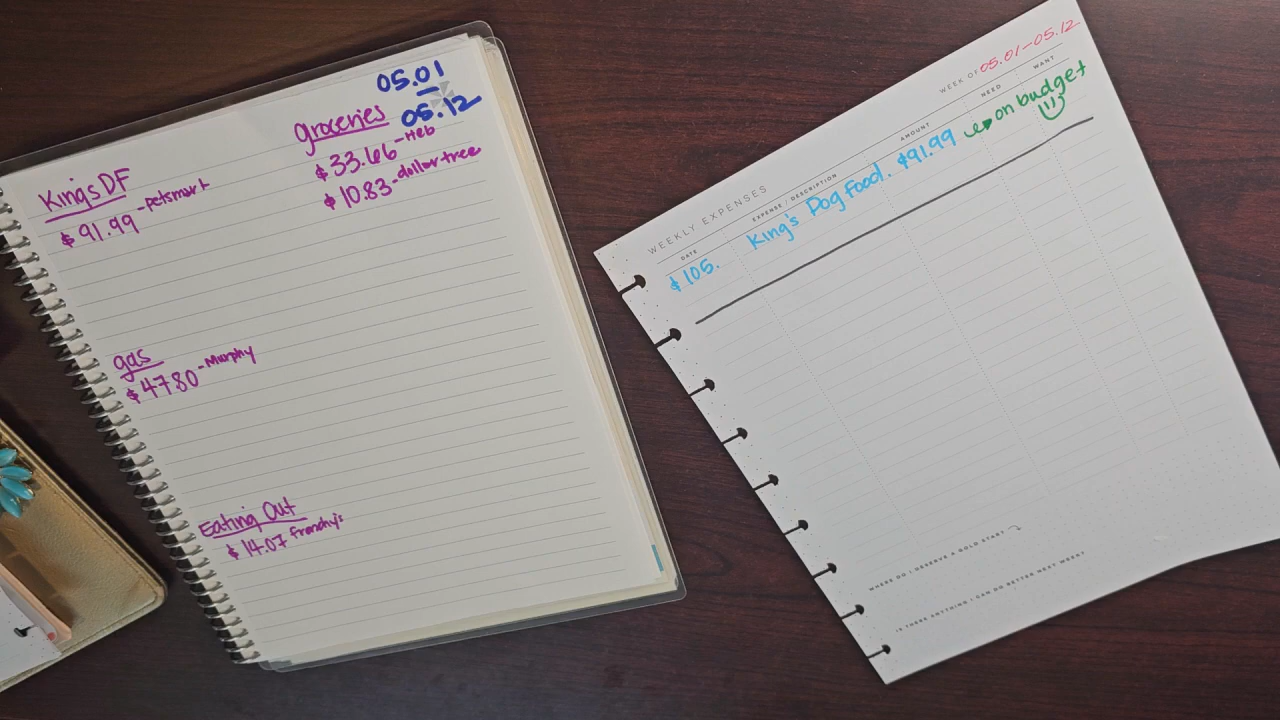 05.01
—
05.12
groceries
$33.66 - Heb
$10.83 - dollar tree
King's DF
$91.99 - petsmart
gas
$47.80 - Murphy
Eating Out
$14.07 frenchy's
WEEK OF 05.01-05.12
WEEKLY EXPENSES
DATE EXPENSE / DESCRIPTION AMOUNT NEED WANT
$105. King's Dog Food. $91.99 on budget
WHERE DO I DESERVE A GOLD STAR?
IS THERE ANYTHING I CAN DO BETTER NEXT WEEK?